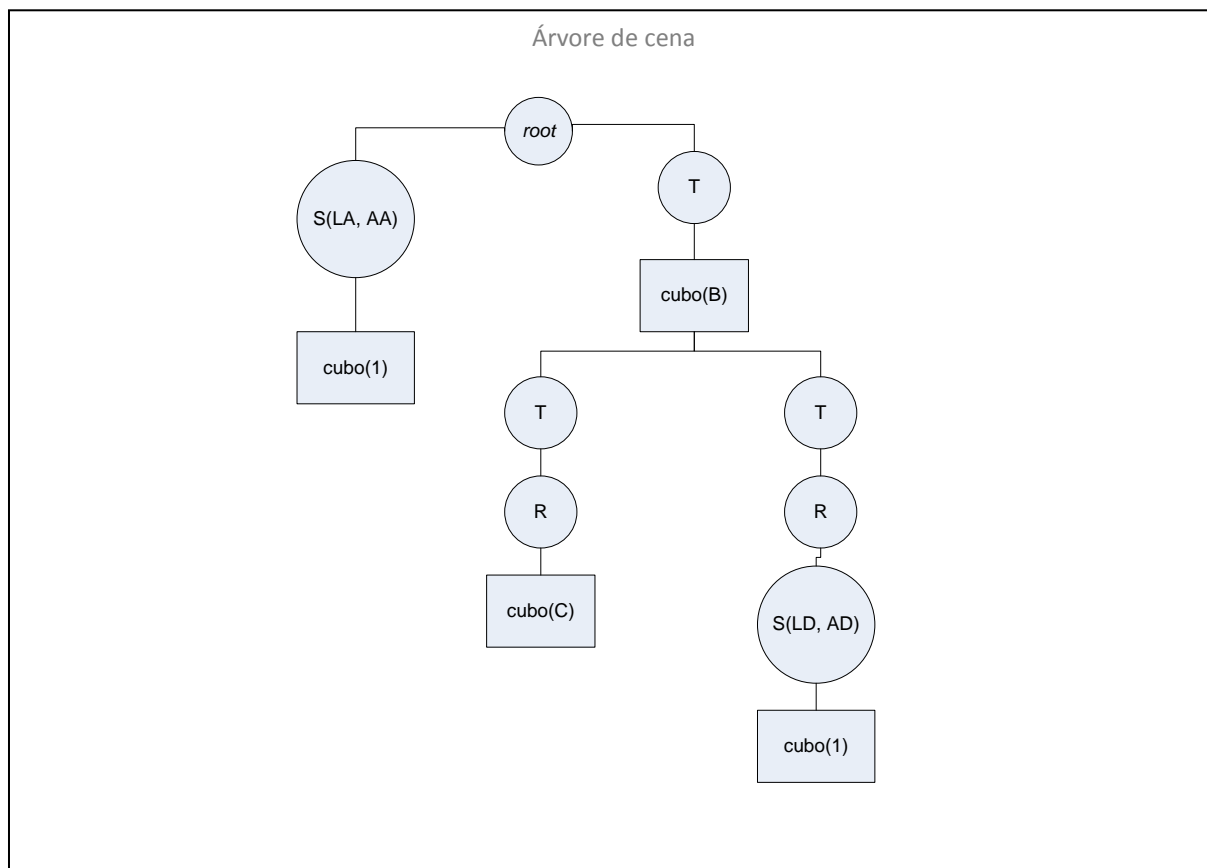 Árvore de cena
root
T
S(LA, AA)
cubo(B)
cubo(1)
T
T
R
R
cubo(C)
S(LD, AD)
cubo(1)